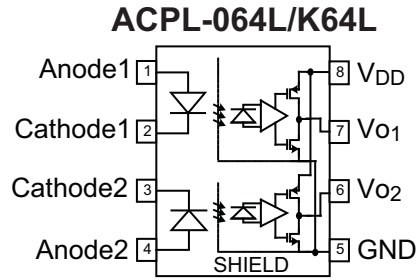 ACPL-064L/K64L
Anode1 1
8 VDD
Cathode1 2
7 Vo1
Cathode2 3
6 Vo2
Anode2 4
5 GND
SHIELD